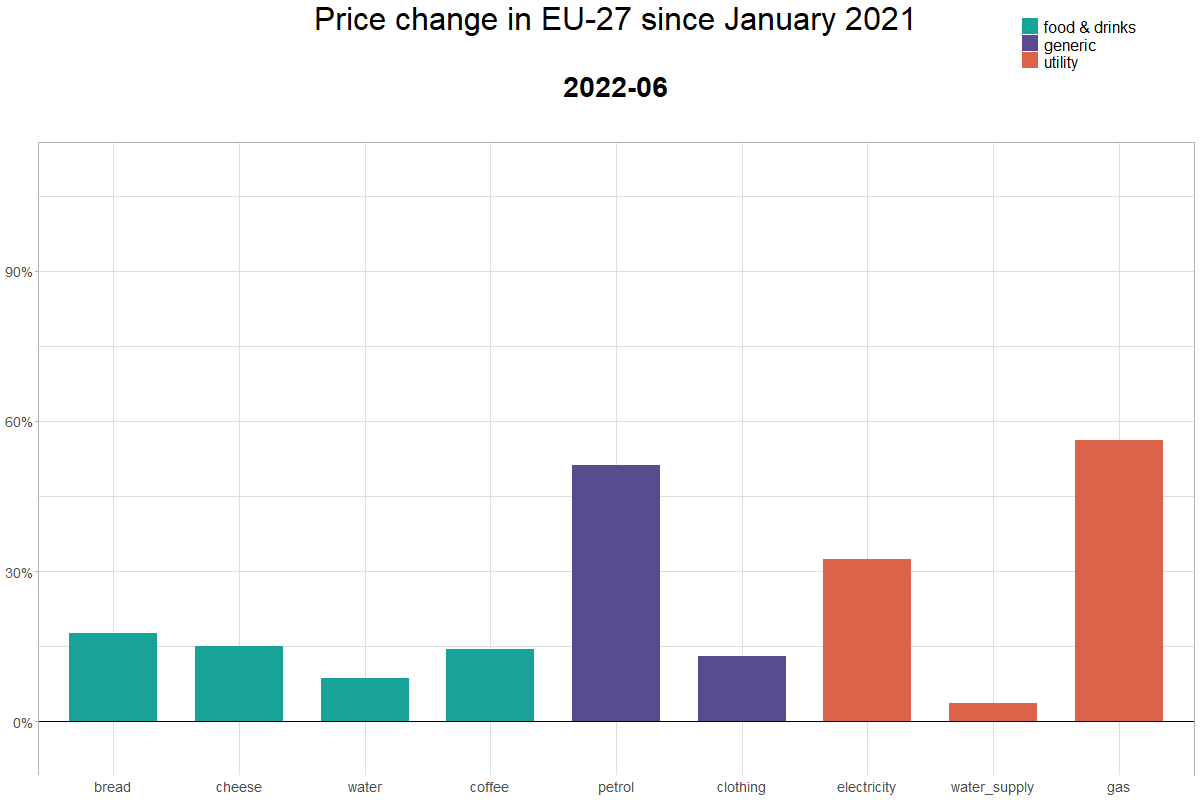 Price change in EU-27 since January 2021
food & drinks
generic
utility
2022-06
90%
60%
30%
0%
bread cheese water coffee petrol clothing electricity water_supply gas